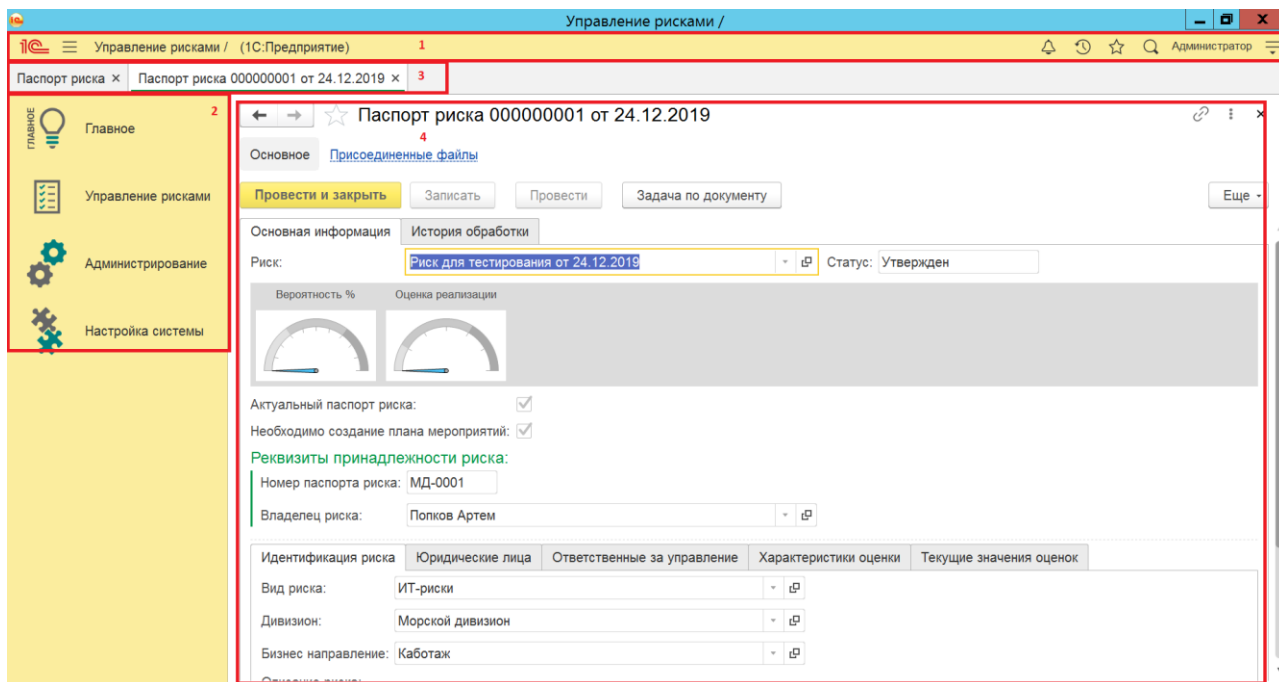 Управление рисками /
1С Управление рисками / (1С:Предприятие) 1 Администратор
Паспорт риска × Паспорт риска 000000001 от 24.12.2019 × 3
ГЛАВНОЕ
2
Главное
Управление рисками
Администрирование
Настройка системы
Паспорт риска 000000001 от 24.12.2019
4
Основное Присоединенные файлы
Провести и закрыть Записать Провести Задача по документу Еще
Основная информация История обработки
Риск: Риск для тестирования от 24.12.2019 Статус: Утвержден
Вероятность % Оценка реализации
Актуальный паспорт риска:
Необходимо создание плана мероприятий:
Реквизиты принадлежности риска:
Номер паспорта риска: МД-0001
Владелец риска: Попков Артем
Идентификация риска Юридические лица Ответственные за управление Характеристики оценки Текущие значения оценок
Вид риска: ИТ-риски
Дивизион: Морской дивизион
Бизнес направление: Каботаж
Описание риска: